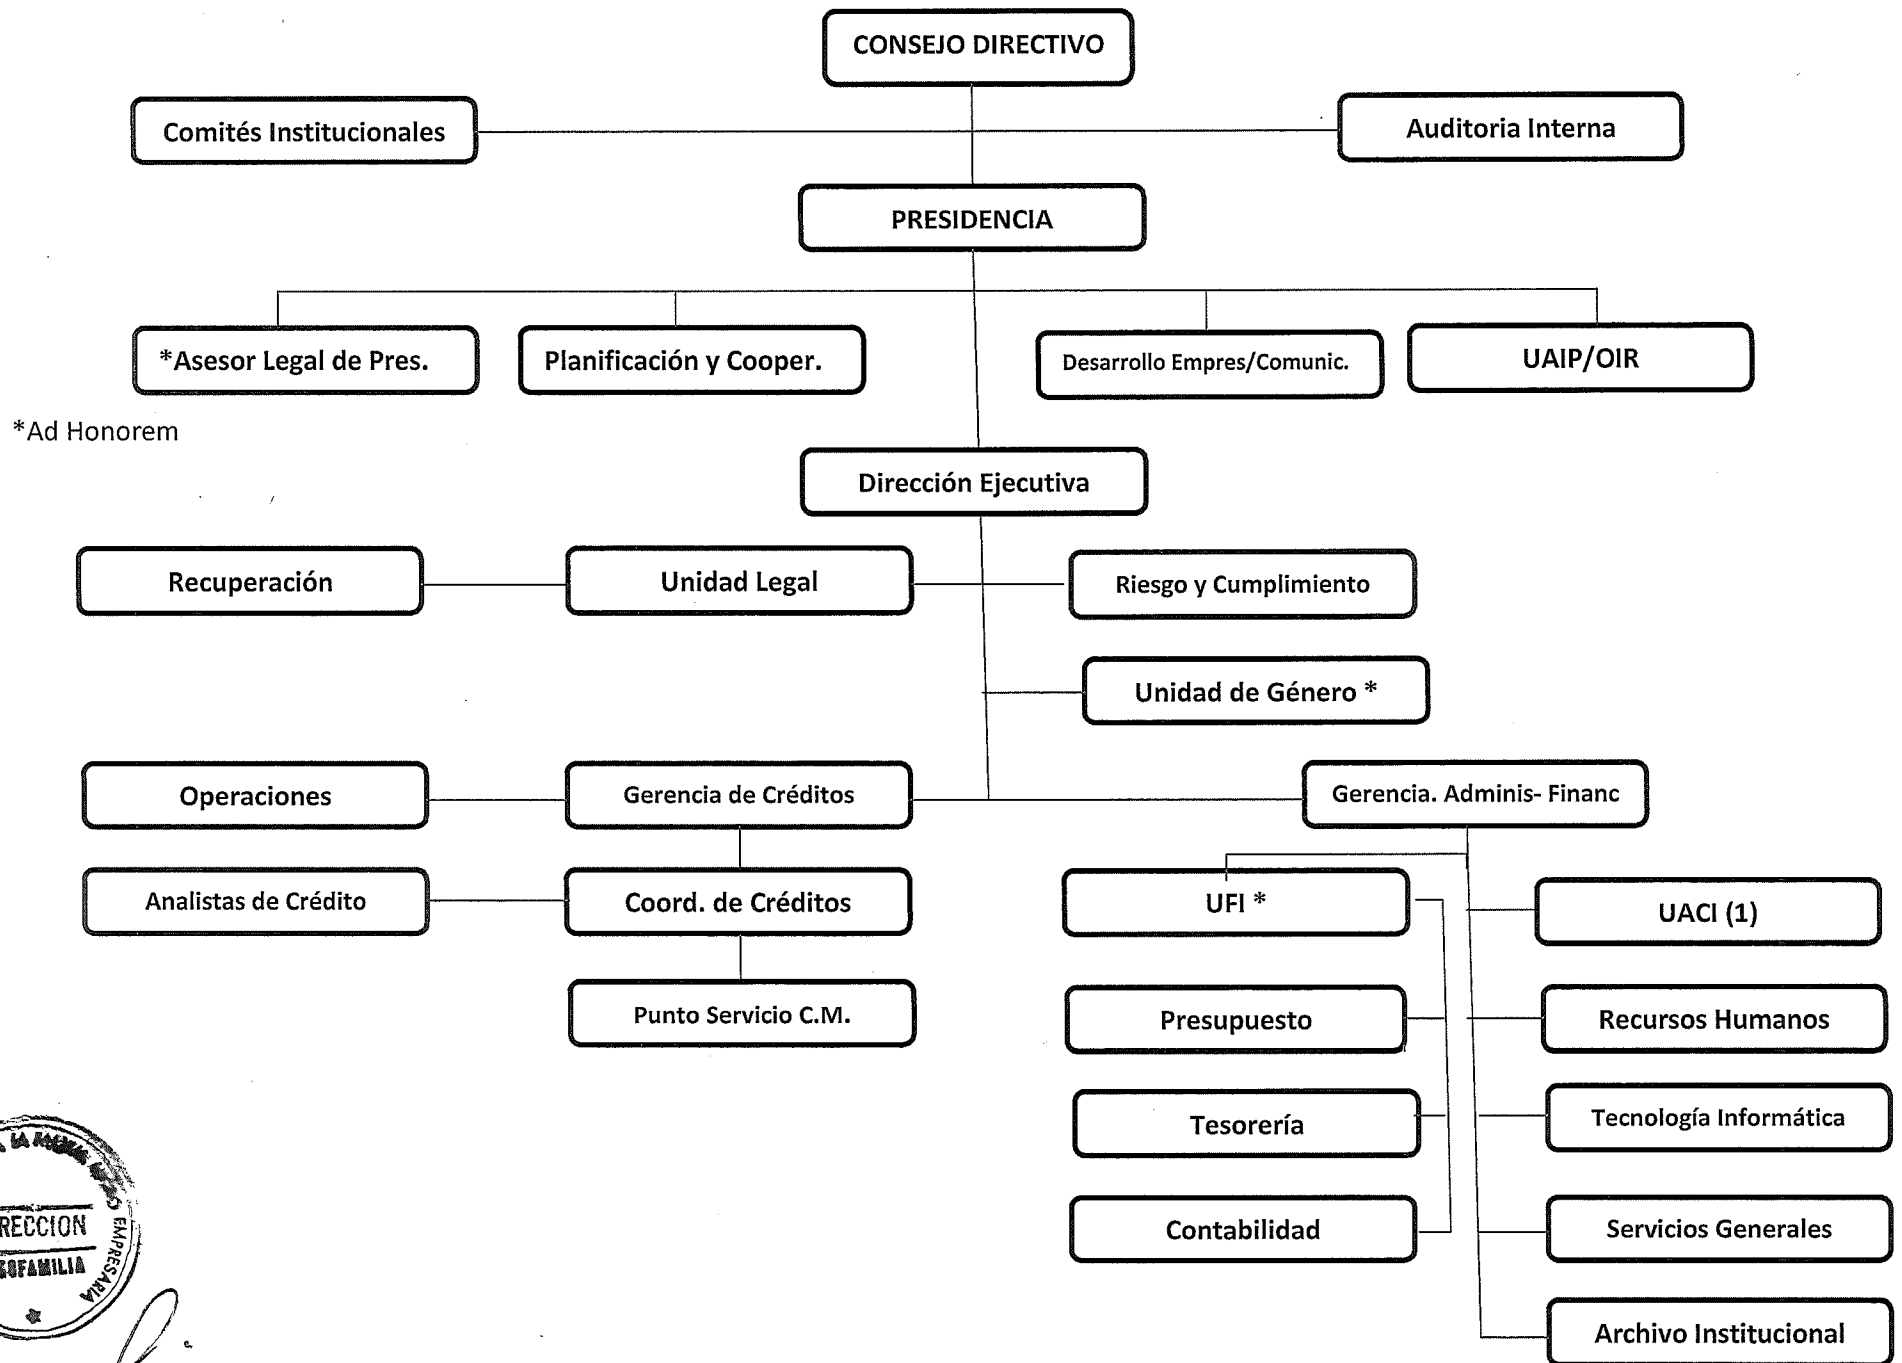 CONSEJO DIRECTIVO
Comités Institucionales
Auditoria Interna
PRESIDENCIA
*Asesor Legal de Pres.
Planificación y Cooper.
Desarrollo Empres/Comunic.
UAIP/OIR
*Ad Honorem
Dirección Ejecutiva
Recuperación
Unidad Legal
Riesgo y Cumplimiento
Unidad de Género *
Operaciones
Gerencia de Créditos
Gerencia. Adminis- Financ
Analistas de Crédito
Coord. de Créditos
UFI *
UACI (1)
Punto Servicio C.M.
Presupuesto
Recursos Humanos
Tesorería
Tecnología Informática
Contabilidad
Servicios Generales
Archivo Institucional
LA
EMPRESARIA
RECCION
OFAMILIA